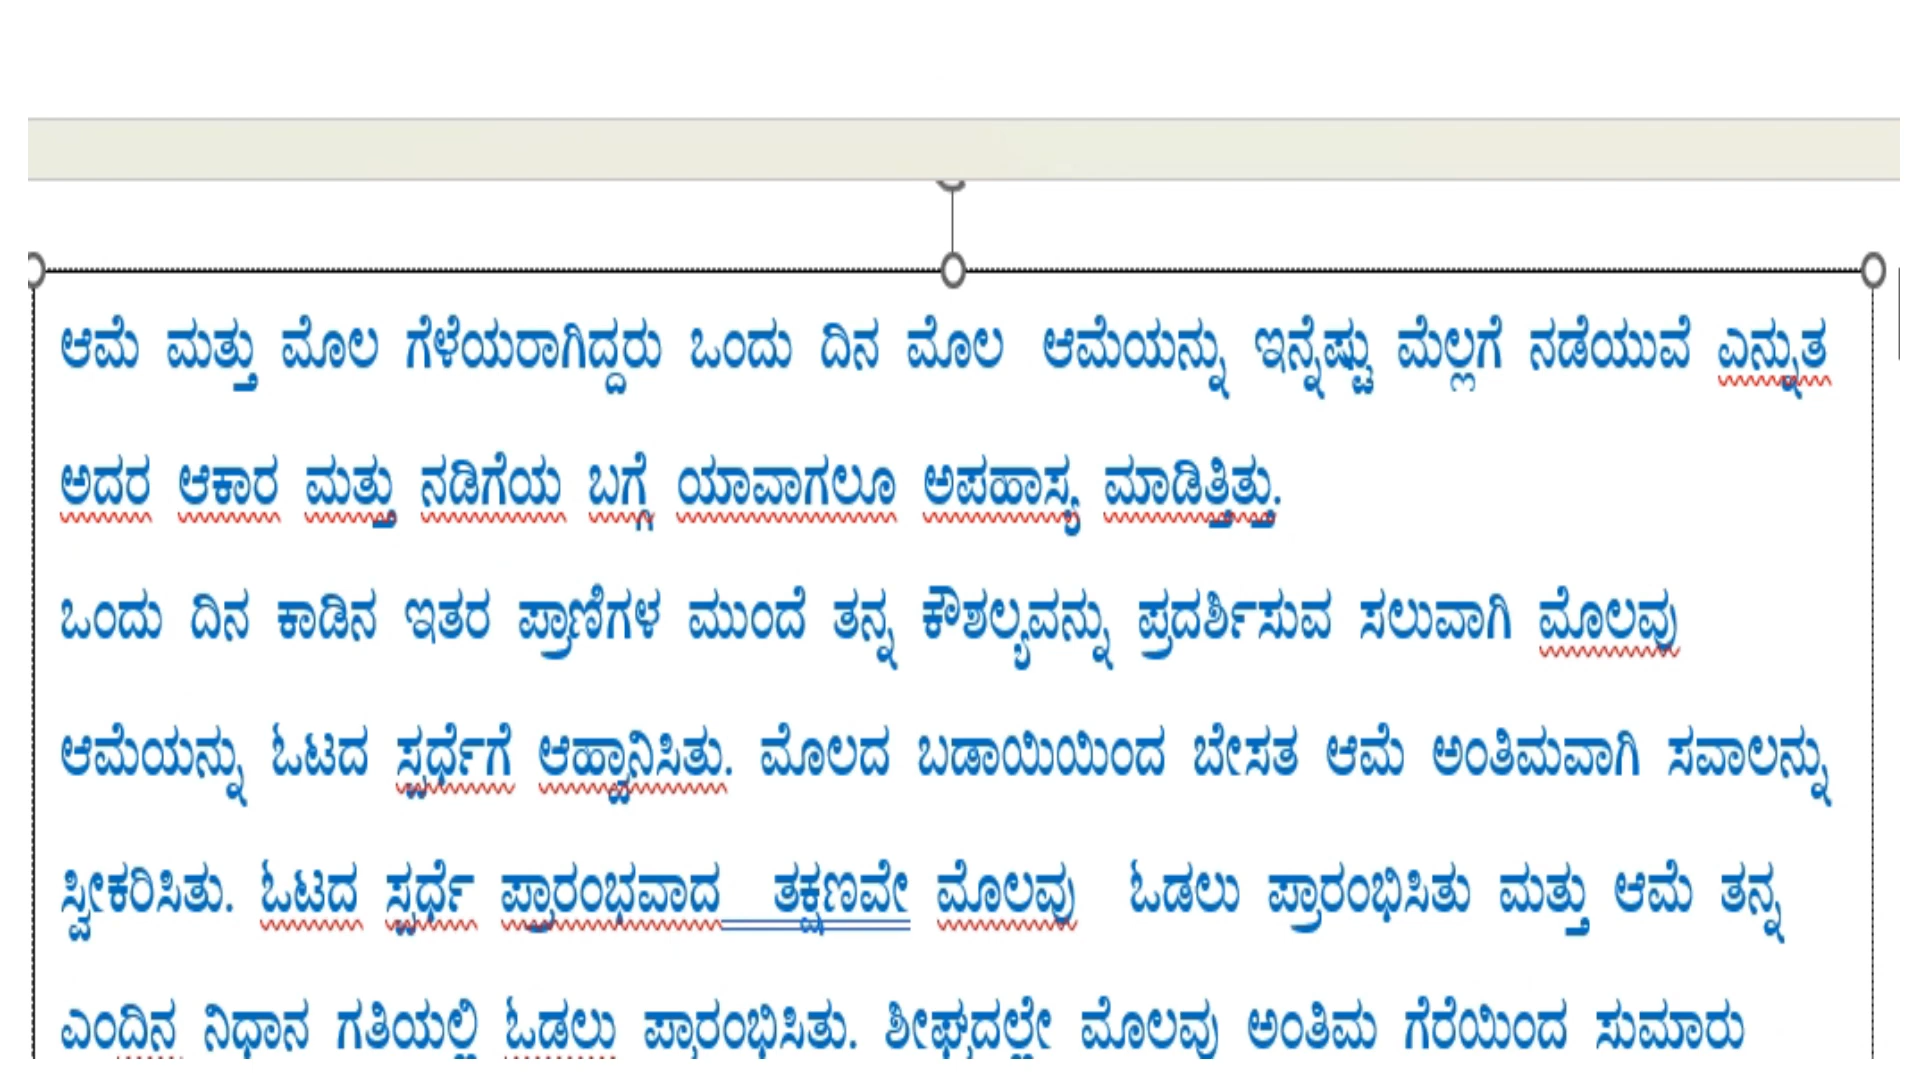 ಆಮೆ ಮತ್ತು ಮೊಲ ಗೆಳೆಯರಾಗಿದ್ದರು ಒಂದು ದಿನ ಮೊಲ ಆಮೆಯನ್ನು ಇನ್ನೆಷ್ಟು ಮೆಲ್ಲಗೆ ನಡೆಯುವೆ ಎನ್ನುತ
ಅದರ ಆಕಾರ ಮತ್ತು ನಡಿಗೆಯ ಬಗ್ಗೆ ಯಾವಾಗಲೂ ಅಪಹಾಸ್ಯ ಮಾಡಿತ್ತಿತ್ತು.
ಒಂದು ದಿನ ಕಾಡಿನ ಇತರ ಪ್ರಾಣಿಗಳ ಮುಂದೆ ತನ್ನ ಕೌಶಲ್ಯವನ್ನು ಪ್ರದರ್ಶಿಸುವ ಸಲುವಾಗಿ ಮೊಲವು
ಆಮೆಯನ್ನು ಓಟದ ಸ್ಪರ್ಧೆಗೆ ಆಹ್ವಾನಿಸಿತು. ಮೊಲದ ಬಡಾಯಿಯಿಂದ ಬೇಸತ ಆಮೆ ಅಂತಿಮವಾಗಿ ಸವಾಲನ್ನು
ಸ್ವೀಕರಿಸಿತು. ಓಟದ ಸ್ಪರ್ಧೆ ಪ್ರಾರಂಭವಾದ ತಕ್ಷಣವೇ ಮೊಲವು ಓಡಲು ಪ್ರಾರಂಭಿಸಿತು ಮತ್ತು ಆಮೆ ತನ್ನ
ಎಂದಿನ ನಿಧಾನ ಗತಿಯಲ್ಲಿ ಓಡಲು ಪ್ರಾರಂಭಿಸಿತು. ಶೀಘ್ರದಲ್ಲೇ ಮೊಲವು ಅಂತಿಮ ಗೆರೆಯಿಂದ ಸುಮಾರು